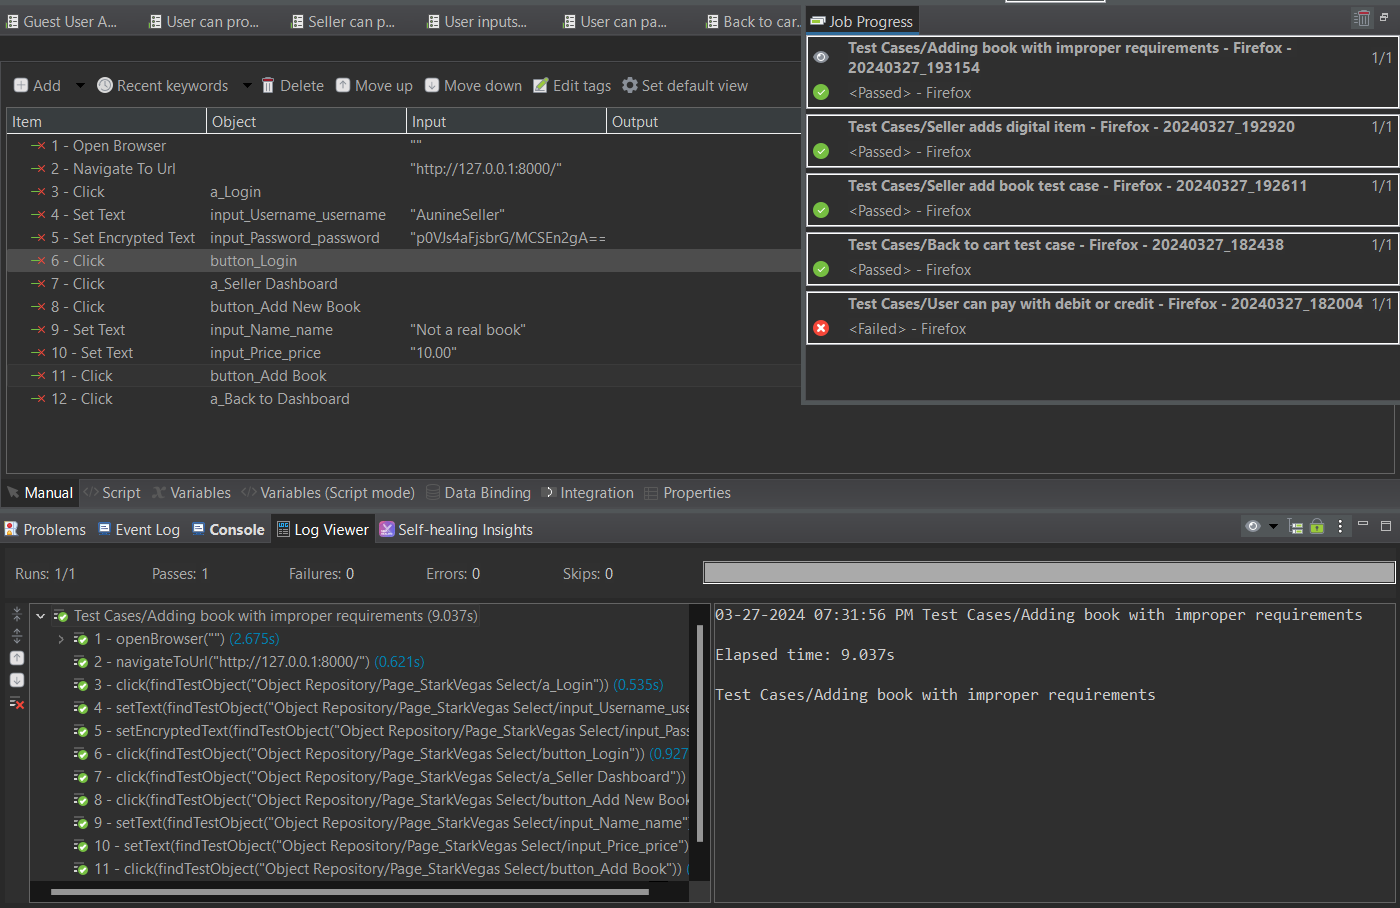 Guest User A...
User can pro...
Seller can p...
User inputs...
User can pa...
Back to car...
Job Progress
Test Cases/Adding book with improper requirements - Firefox - 20240327_193154
1/1
<Passed> - Firefox
Test Cases/Seller adds digital item - Firefox - 20240327_192920
1/1
<Passed> - Firefox
Test Cases/Seller add book test case - Firefox - 20240327_192611
1/1
<Passed> - Firefox
Test Cases/Back to cart test case - Firefox - 20240327_182438
1/1
<Passed> - Firefox
Test Cases/User can pay with debit or credit - Firefox - 20240327_182004
1/1
<Failed> - Firefox
Add Recent keywords Delete Move up Move down Edit tags Set default view
Item Object Input Output
1 - Open Browser ""
2 - Navigate To Url "http://127.0.0.1:8000/"
3 - Click a_Login
4 - Set Text input_Username_username "AunineSeller"
5 - Set Encrypted Text input_Password_password "p0VJs4aFjsbrG/MCSEn2gA==
6 - Click button_Login
7 - Click a_Seller Dashboard
8 - Click button_Add New Book
9 - Set Text input_Name_name "Not a real book"
10 - Set Text input_Price_price "10.00"
11 - Click button_Add Book
12 - Click a_Back to Dashboard
Manual Script Variables Variables (Script mode) Data Binding Integration Properties
Problems Event Log Console Log Viewer Self-healing Insights
Runs: 1/1 Passes: 1 Failures: 0 Errors: 0 Skips: 0
Test Cases/Adding book with improper requirements (9.037s)
1 - openBrowser("") (2.675s)
2 - navigateToUrl("http://127.0.0.1:8000/") (0.621s)
3 - click(findTestObject("Object Repository/Page_StarkVegas Select/a_Login")) (0.535s)
4 - setText(findTestObject("Object Repository/Page_StarkVegas Select/input_Username_use
5 - setEncryptedText(findTestObject("Object Repository/Page_StarkVegas Select/input_Pass
6 - click(findTestObject("Object Repository/Page_StarkVegas Select/button_Login")) (0.927
7 - click(findTestObject("Object Repository/Page_StarkVegas Select/a_Seller Dashboard"))
8 - click(findTestObject("Object Repository/Page_StarkVegas Select/button_Add New Book
9 - setText(findTestObject("Object Repository/Page_StarkVegas Select/input_Name_name"
10 - setText(findTestObject("Object Repository/Page_StarkVegas Select/input_Price_price")
11 - click(findTestObject("Object Repository/Page_StarkVegas Select/button_Add Book")) (
03-27-2024 07:31:56 PM Test Cases/Adding book with improper requirements
Elapsed time: 9.037s
Test Cases/Adding book with improper requirements